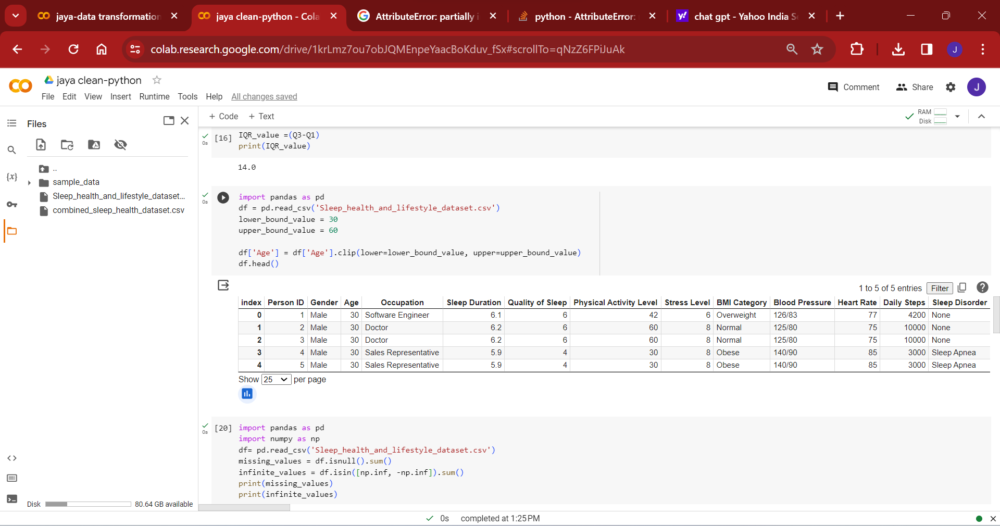 jaya-data transformation
jaya clean-python - Cola
AttributeError: partially i
python - AttributeError:
chat gpt - Yahoo India Se
colab.research.google.com/drive/1krLmz7ou7obJQMEnpeYaacBoKduv_fSx#scrollTo=qNzZ6FPiJuAk
J
jaya clean-python
File Edit View Insert Runtime Tools Help All changes saved
Comment Share J
Files
+ Code + Text
RAM
Disk
..
sample_data
Sleep_health_and_lifestyle_dataset...
combined_sleep_health_dataset.csv
{x}
Disk 80.64 GB available
0s
[16] IQR_value =(Q3-Q1)
print(IQR_value)
14.0
0s
import pandas as pd
df = pd.read_csv('Sleep_health_and_lifestyle_dataset.csv')
lower_bound_value = 30
upper_bound_value = 60
df['Age'] = df['Age'].clip(lower=lower_bound_value, upper=upper_bound_value)
df.head()
1 to 5 of 5 entries Filter
index Person ID Gender Age Occupation Sleep Duration Quality of Sleep Physical Activity Level Stress Level BMI Category Blood Pressure Heart Rate Daily Steps Sleep Disorder
0 1 Male 30 Software Engineer 6.1 6 42 6 Overweight 126/83 77 4200 None
1 2 Male 30 Doctor 6.2 6 60 8 Normal 125/80 75 10000 None
2 3 Male 30 Doctor 6.2 6 60 8 Normal 125/80 75 10000 None
3 4 Male 30 Sales Representative 5.9 4 30 8 Obese 140/90 85 3000 Sleep Apnea
4 5 Male 30 Sales Representative 5.9 4 30 8 Obese 140/90 85 3000 Sleep Apnea
Show 25 per page
0s
[20] import pandas as pd
import numpy as np
df= pd.read_csv('Sleep_health_and_lifestyle_dataset.csv')
missing_values = df.isnull().sum()
infinite_values = df.isin([np.inf, -np.inf]).sum()
print(missing_values)
print(infinite_values)
0s completed at 1:25 PM